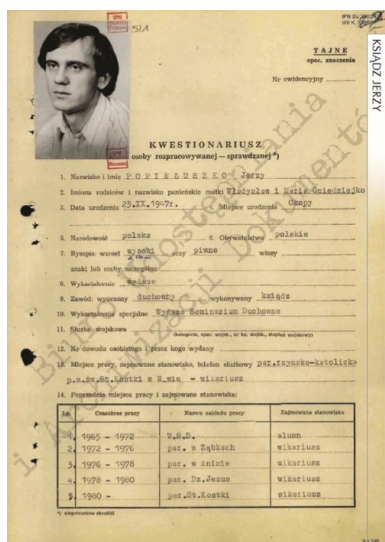 IPN BU
TAJNE
spec. znaczenia
Nr ewidencyjny
KSIĄDZ JERZY
KWESTIONARIUSZ
osoby rozpracowywanej — sprawdzanej *)
1. Nazwisko i imię POPIEŁUSZKO Jerzy
2. Imiona rodziców i nazwisko panieńskie matki Władysław i Maria Gniedziejko
3. Data urodzenia 23.IX.1947r. 4. Miejsce urodzenia Okopy
5. Narodowość polska 6. Obywatelstwo polskie
7. Rysopis: wzrost wysoki oczy piwne włosy
znaki lub cechy szczególne
8. Wykształcenie wyższe
9. Zawód: wyuczony duchowny wykonywany ksiądz
10. Wykształcenie specjalne Wyższe Seminarium Duchowne
11. Służba wojskowa
(kategoria, spec. wojsk., nr ks. wojsk., stopień wojskowy)
12. Nr dowodu osobistego i przez kogo wydany
13. Miejsce pracy, zajmowane stanowisko, telefon służbowy par.rzymsko-katolicka
p.w.św.St.Kostki w W_wie - wikariusz
14. Poprzednie miejsca pracy i zajmowane stanowiska:
Lp. Czasokres pracy Nazwa zakładu pracy Zajmowane stanowisko
1. 1965 - 1972 W.S.D. alumn
2. 1972 - 1976 par. w Ząbkach wikariusz
3. 1976 - 1978 par. w Aninie wikariusz
4. 1978 - 1980 par. Dz.Jezus wikariusz
5. 1980 - par.St.Kostki wikariusz
*) niepotrzebne skreślić
Biuro Udostępniania
i Archiwizacji Dokumentów